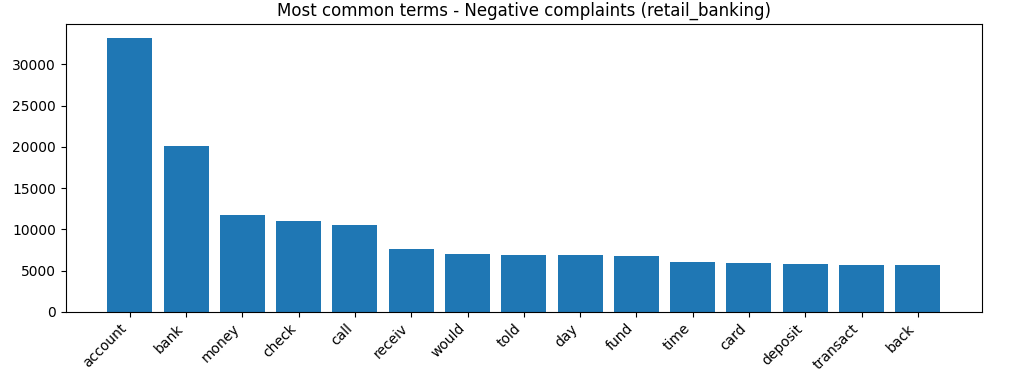 Most common terms - Negative complaints (retail_banking)
30000
25000
20000
15000
10000
5000
0
account
bank
money
check
call
receiv
would
told
day
fund
time
card
deposit
transact
back